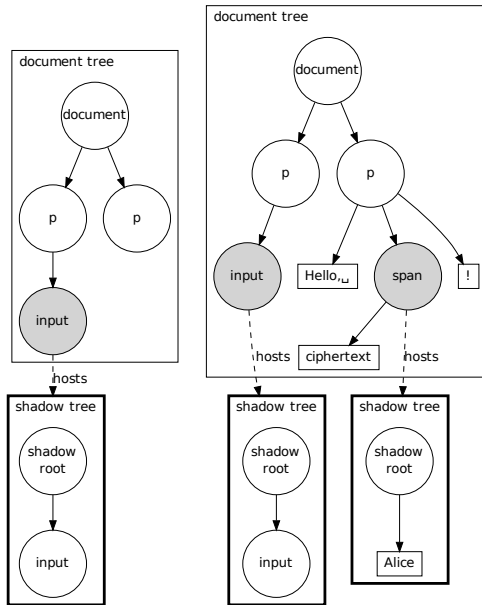 document tree
document
p
p
input
hosts
shadow tree
shadow
root
input
document tree
document
p
p
input
Hello,␣
span
!
ciphertext
hosts
hosts
shadow tree
shadow
root
input
shadow tree
shadow
root
Alice